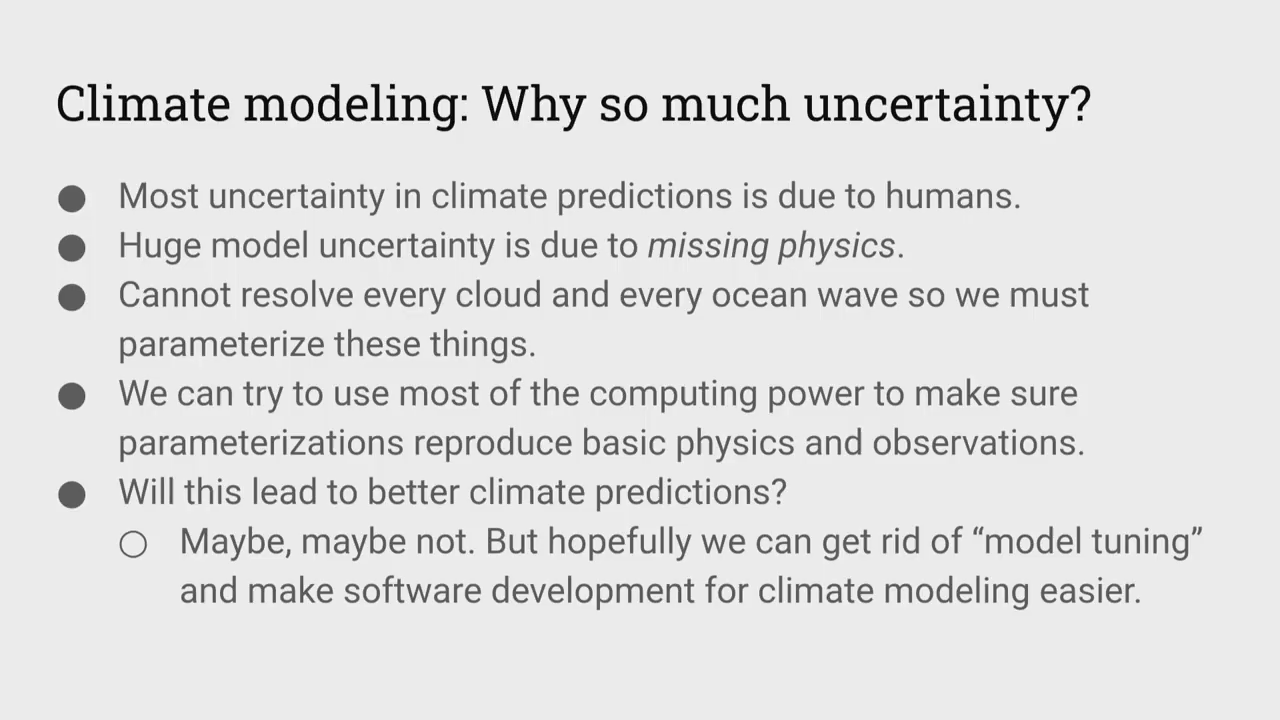 Climate modeling: Why so much uncertainty?
● Most uncertainty in climate predictions is due to humans.
● Huge model uncertainty is due to missing physics.
● Cannot resolve every cloud and every ocean wave so we must
parameterize these things.
● We can try to use most of the computing power to make sure
parameterizations reproduce basic physics and observations.
● Will this lead to better climate predictions?
○ Maybe, maybe not. But hopefully we can get rid of “model tuning”
and make software development for climate modeling easier.